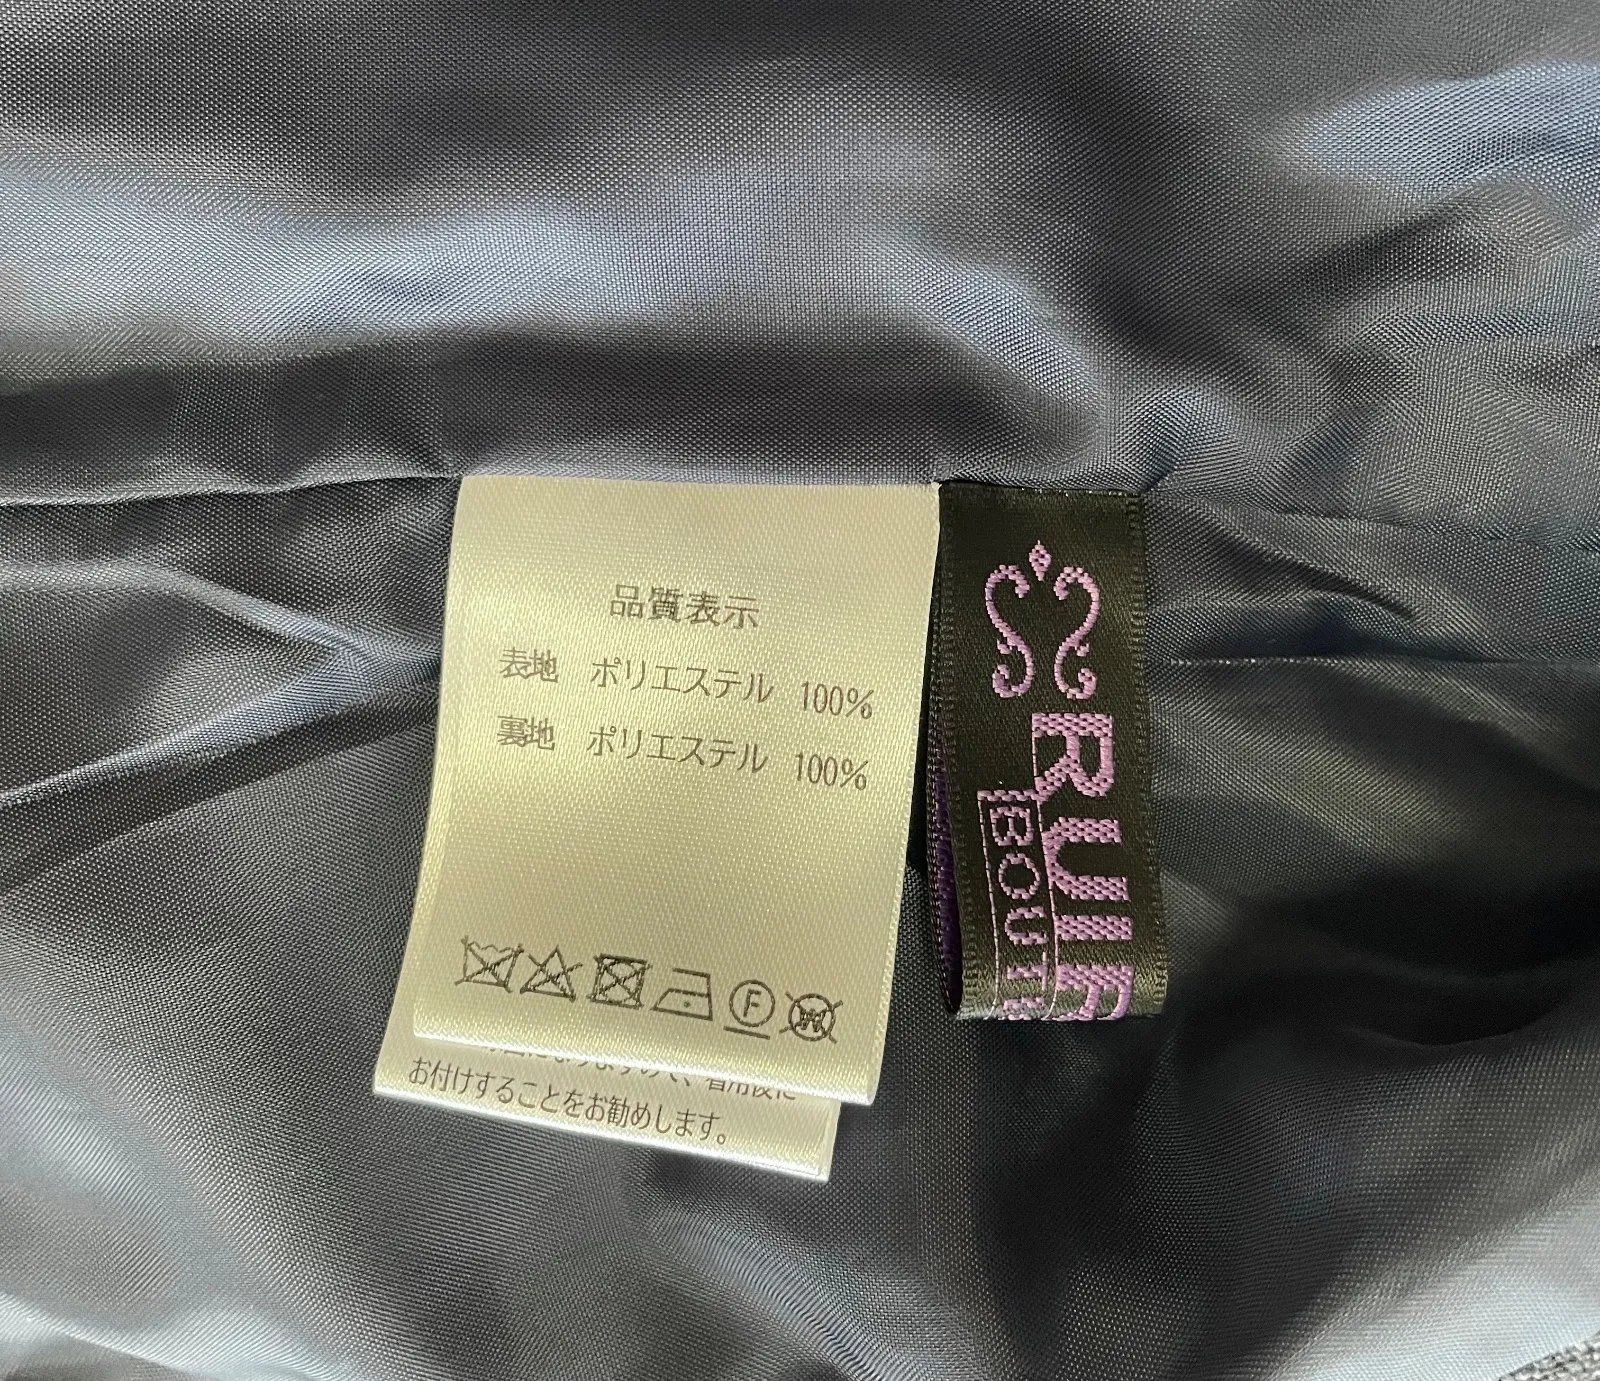 品質表示
表地 ポリエステル 100%
裏地 ポリエステル 100%
F
W
お付けすることをお勧めします。
RUIR
BOUT